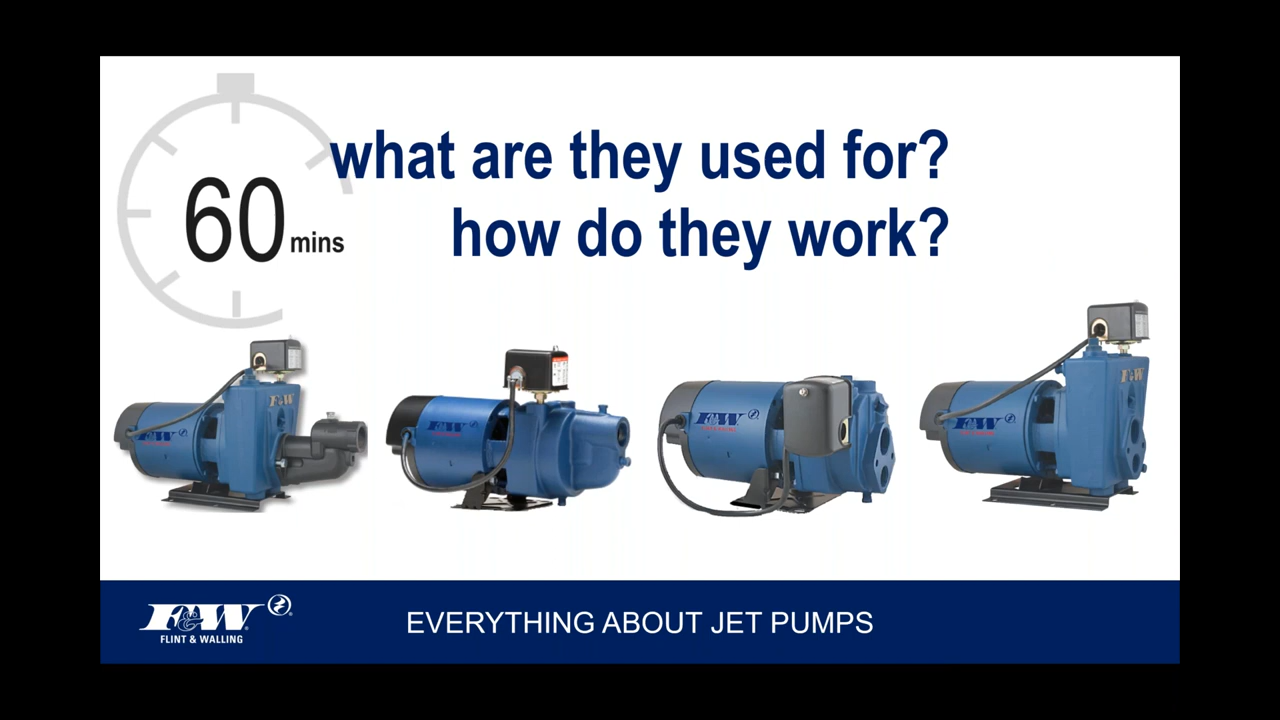 what are they used for?
how do they work?
60 mins
F&W
F&W
F&W
F&W
F&W
F&W
FLINT & WALLING
EVERYTHING ABOUT JET PUMPS